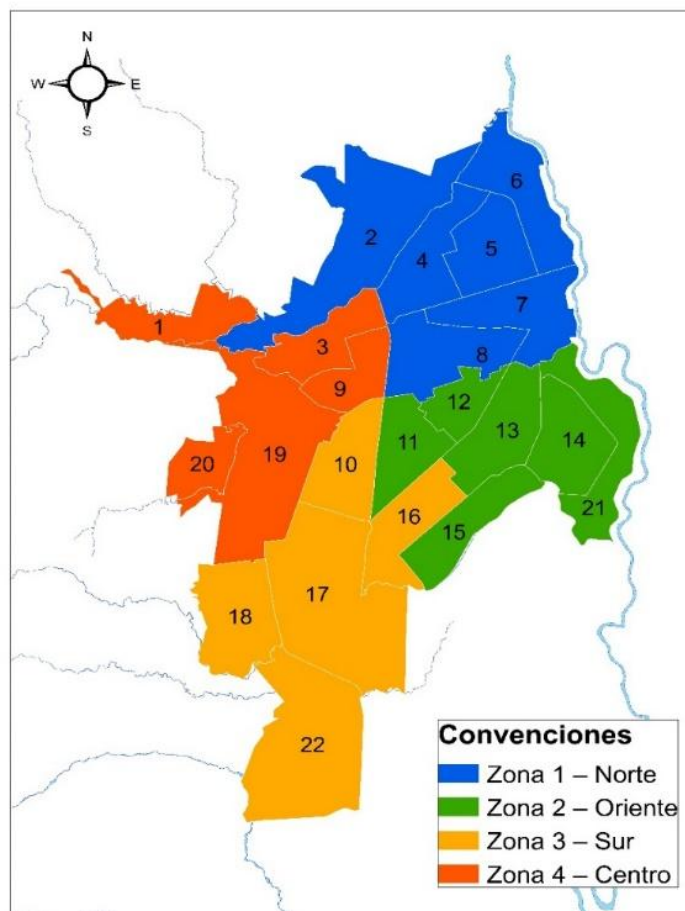 N
W E
S
6
2
5
4
7
1
3
8
9
12
11
13
14
10
20
19
16
21
15
17
18
22
Convenciones
Zona 1 – Norte
Zona 2 – Oriente
Zona 3 – Sur
Zona 4 – Centro